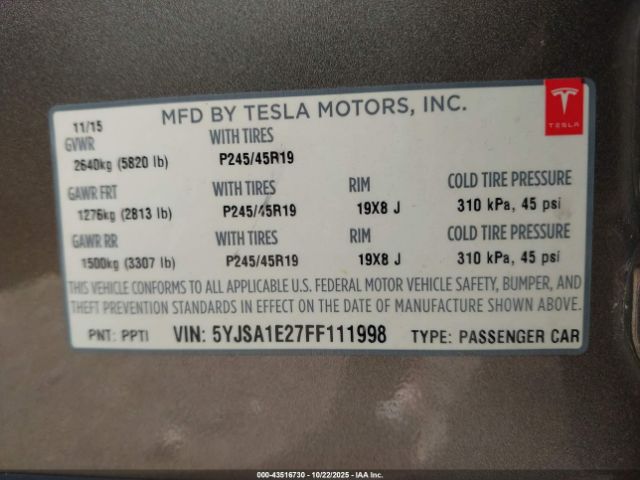 MFD BY TESLA MOTORS, INC.
TESLA
11/15
GVWR WITH TIRES
2640kg (5820 lb) P245/45R19
GAWR FRT WITH TIRES RIM COLD TIRE PRESSURE
1276kg (2813 lb) P245/45R19 19X8 J 310 kPa, 45 psi
GAWR RR WITH TIRES RIM COLD TIRE PRESSURE
1500kg (3307 lb) P245/45R19 19X8 J 310 kPa, 45 psi
THIS VEHICLE CONFORMS TO ALL APPLICABLE U.S. FEDERAL MOTOR VEHICLE SAFETY, BUMPER, AND
THEFT PREVENTION STANDARDS IN EFFECT ON THE DATE OF MANUFACTURE SHOWN ABOVE.
PNT: PPTI VIN: 5YJSA1E27FF111998 TYPE: PASSENGER CAR
000-43516730 - 10/22/2025 - IAA Inc.